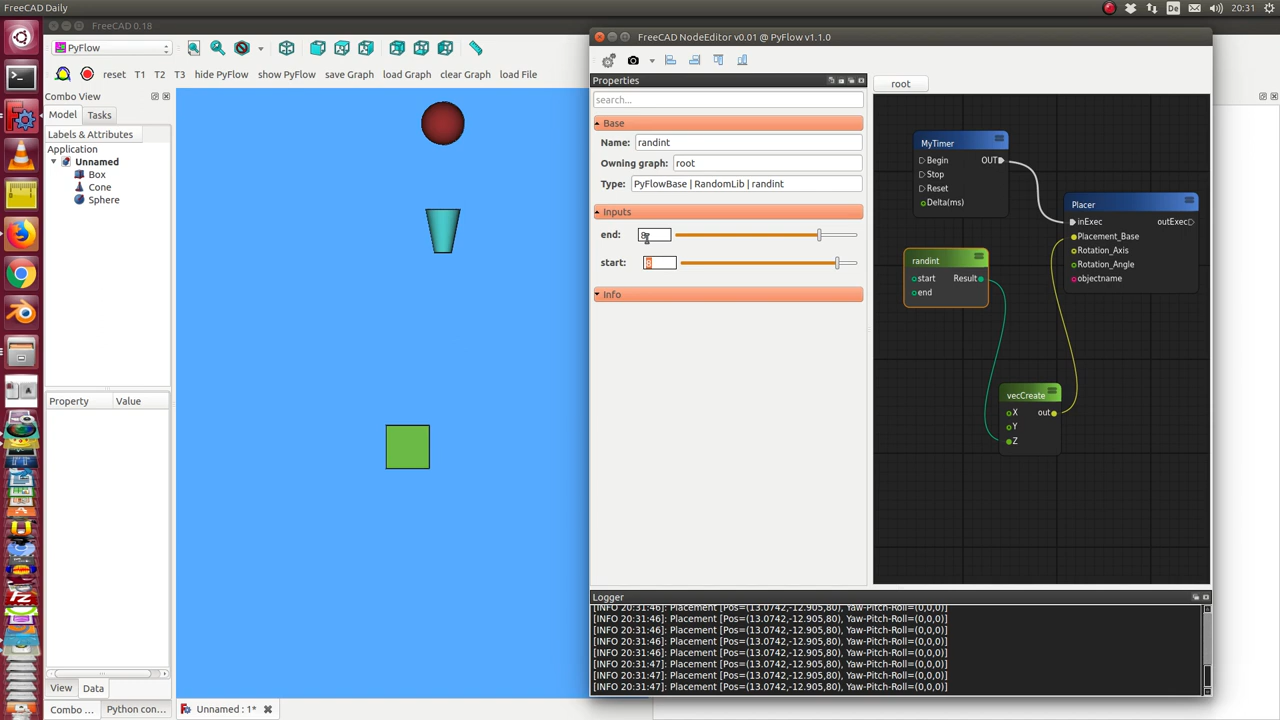 FreeCAD Daily
De
20:31
FreeCAD 0.18
PyFlow
reset T1 T2 T3 hide PyFlow show PyFlow save Graph load Graph clear Graph load File
Combo View
Model Tasks
Labels & Attributes
Application
Unnamed
Box
Cone
Sphere
Property Value
View Data
Combo ... Python con... Unnamed : 1*
FreeCAD NodeEditor v0.01 @ PyFlow v1.1.0
Properties
search...
Base
Name: randint
Owning graph: root
Type: PyFlowBase | RandomLib | randint
Inputs
end:
start:
Info
root
MyTimer
Begin OUT
Stop
Reset
Delta(ms)
Placer
inExec outExec
Placement_Base
Rotation_Axis
Rotation_Angle
objectname
randint
start Result
end
vecCreate
X out
Y
Z
Logger
[INFO 20:31:46]: Placement [Pos=(13.0742,-12.905,80), Yaw-Pitch-Roll=(0,0,0)]
[INFO 20:31:46]: Placement [Pos=(13.0742,-12.905,80), Yaw-Pitch-Roll=(0,0,0)]
[INFO 20:31:46]: Placement [Pos=(13.0742,-12.905,80), Yaw-Pitch-Roll=(0,0,0)]
[INFO 20:31:46]: Placement [Pos=(13.0742,-12.905,80), Yaw-Pitch-Roll=(0,0,0)]
[INFO 20:31:46]: Placement [Pos=(13.0742,-12.905,80), Yaw-Pitch-Roll=(0,0,0)]
[INFO 20:31:47]: Placement [Pos=(13.0742,-12.905,80), Yaw-Pitch-Roll=(0,0,0)]
[INFO 20:31:47]: Placement [Pos=(13.0742,-12.905,80), Yaw-Pitch-Roll=(0,0,0)]
[INFO 20:31:47]: Placement [Pos=(13.0742,-12.905,80), Yaw-Pitch-Roll=(0,0,0)]